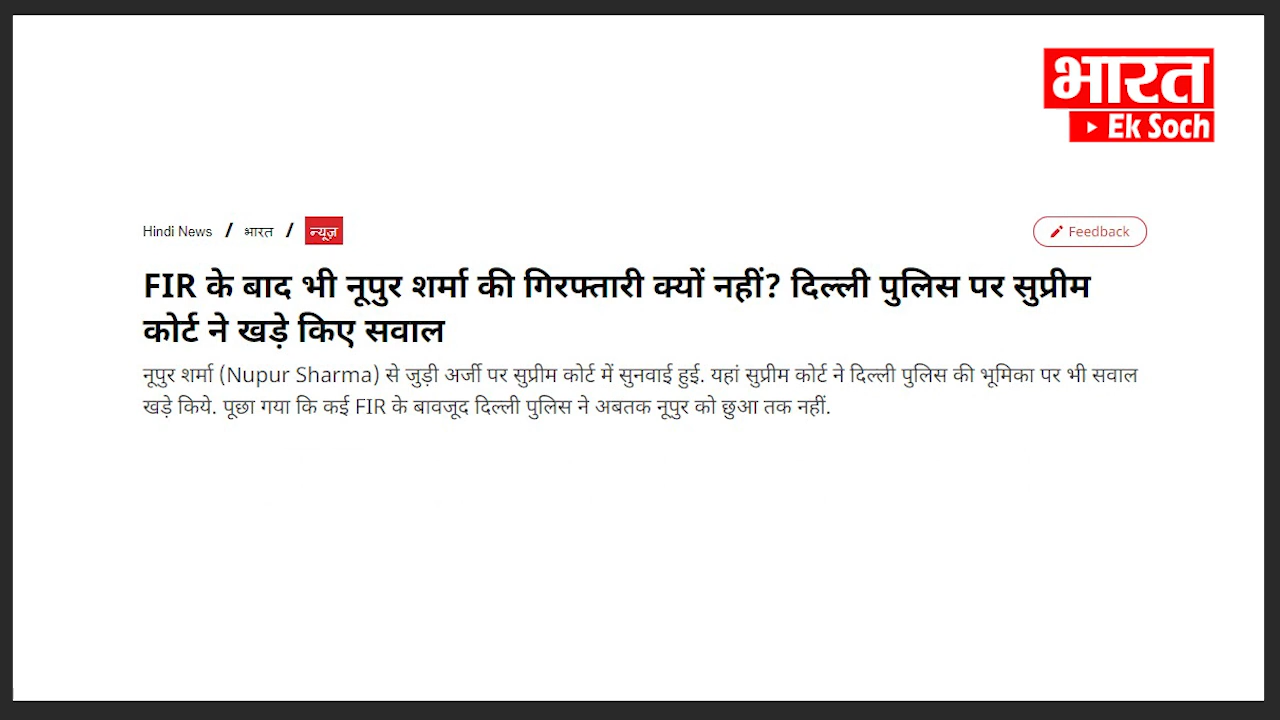 भारत
Ek Soch
Hindi News / भारत / न्यूज़
Feedback
FIR के बाद भी नूपुर शर्मा की गिरफ्तारी क्यों नहीं? दिल्ली पुलिस पर सुप्रीम
कोर्ट ने खड़े किए सवाल
नूपुर शर्मा (Nupur Sharma) से जुड़ी अर्जी पर सुप्रीम कोर्ट में सुनवाई हुई. यहां सुप्रीम कोर्ट ने दिल्ली पुलिस की भूमिका पर भी सवाल
खड़े किये. पूछा गया कि कई FIR के बावजूद दिल्ली पुलिस ने अबतक नूपुर को छुआ तक नहीं.